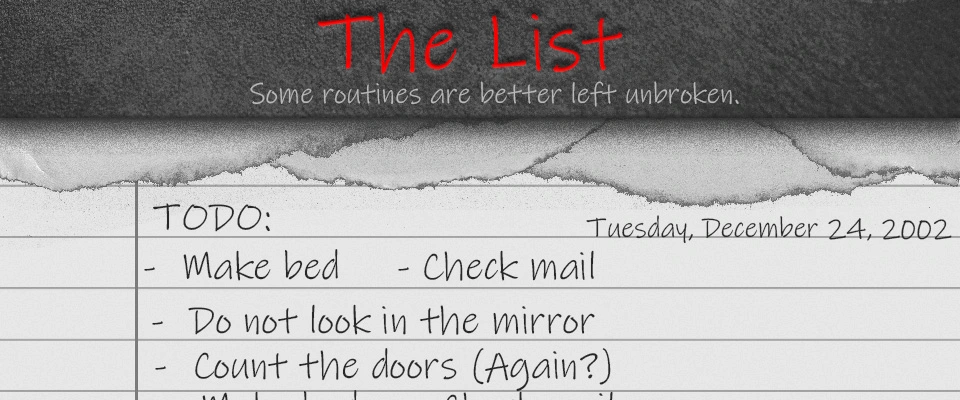 The List
Some routines are better left unbroken.
TODO:
Tuesday, December 24, 2002
- Make bed - Check mail
- Do not look in the mirror
- Count the doors (Again?)